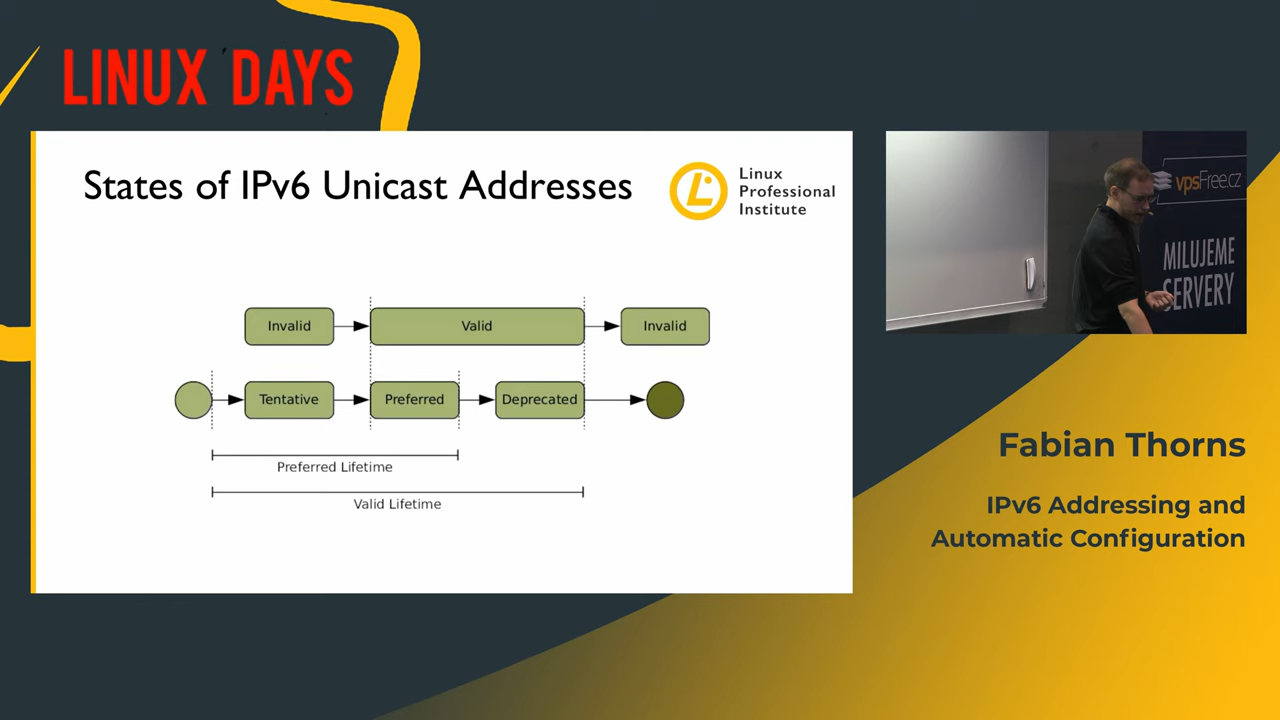 LINUX DAYS
States of IPv6 Unicast Addresses
Linux
Professional
Institute
Invalid
Valid
Invalid
Tentative
Preferred
Deprecated
Preferred Lifetime
Valid Lifetime
vpsFree.cz
MILUJEME
SERVERY
Fabian Thorns
IPv6 Addressing and
Automatic Configuration